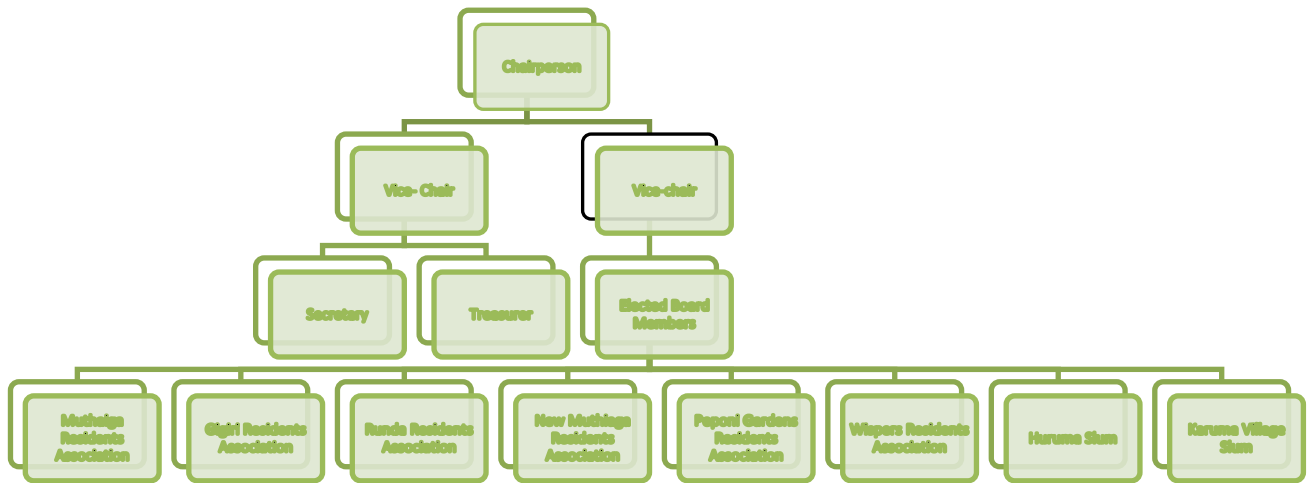 Chairperson
Vice- Chair
Vice-chair
Secretary
Treasurer
Elected Board
Members
Muthaiga
Residents
Association
Gigiri Residents
Association
Runda Residents
Association
New Muthiaga
Residents
Association
Peponi Gardens
Residents
Association
Wispers Residents
Association
Huruma Slum
Karuma Village
Slum